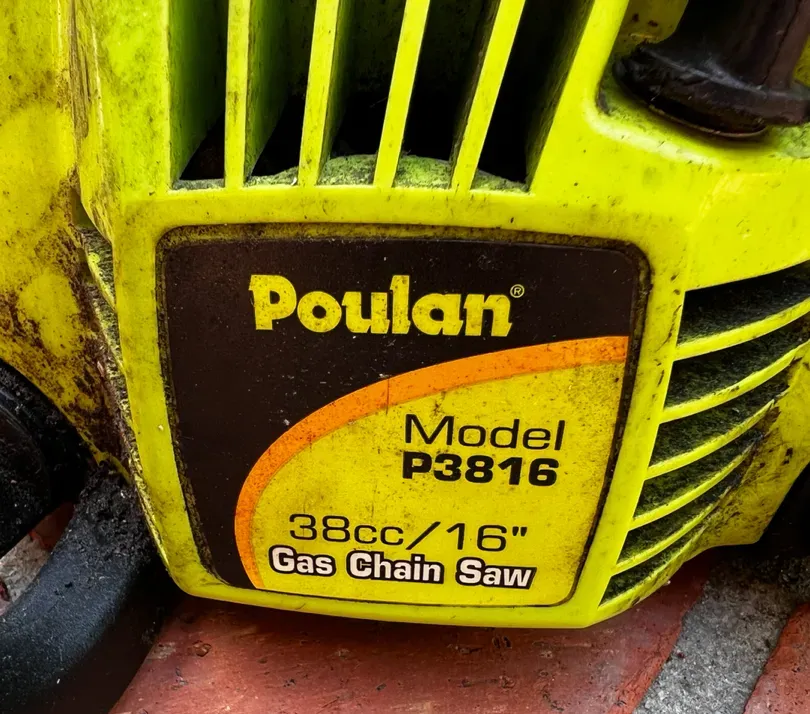 Poulan®
Model
P3816
38cc/16"
Gas Chain Saw